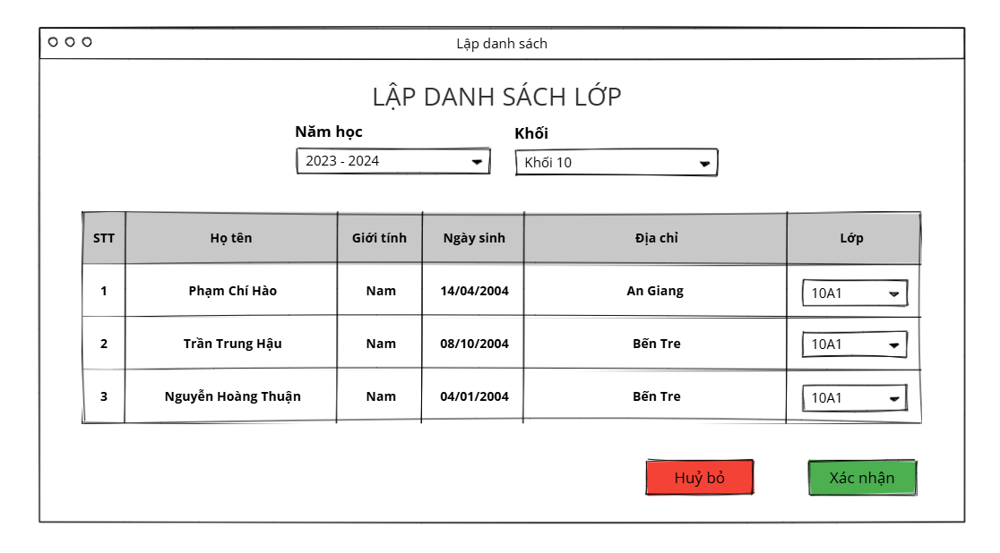 Lập danh sách
LẬP DANH SÁCH LỚP
Năm học Khối
2023 - 2024 Khối 10
STT Họ tên Giới tính Ngày sinh Địa chỉ Lớp
1 Phạm Chí Hào Nam 14/04/2004 An Giang 10A1
2 Trần Trung Hậu Nam 08/10/2004 Bến Tre 10A1
3 Nguyễn Hoàng Thuận Nam 04/01/2004 Bến Tre 10A1
Huỷ bỏ Xác nhận